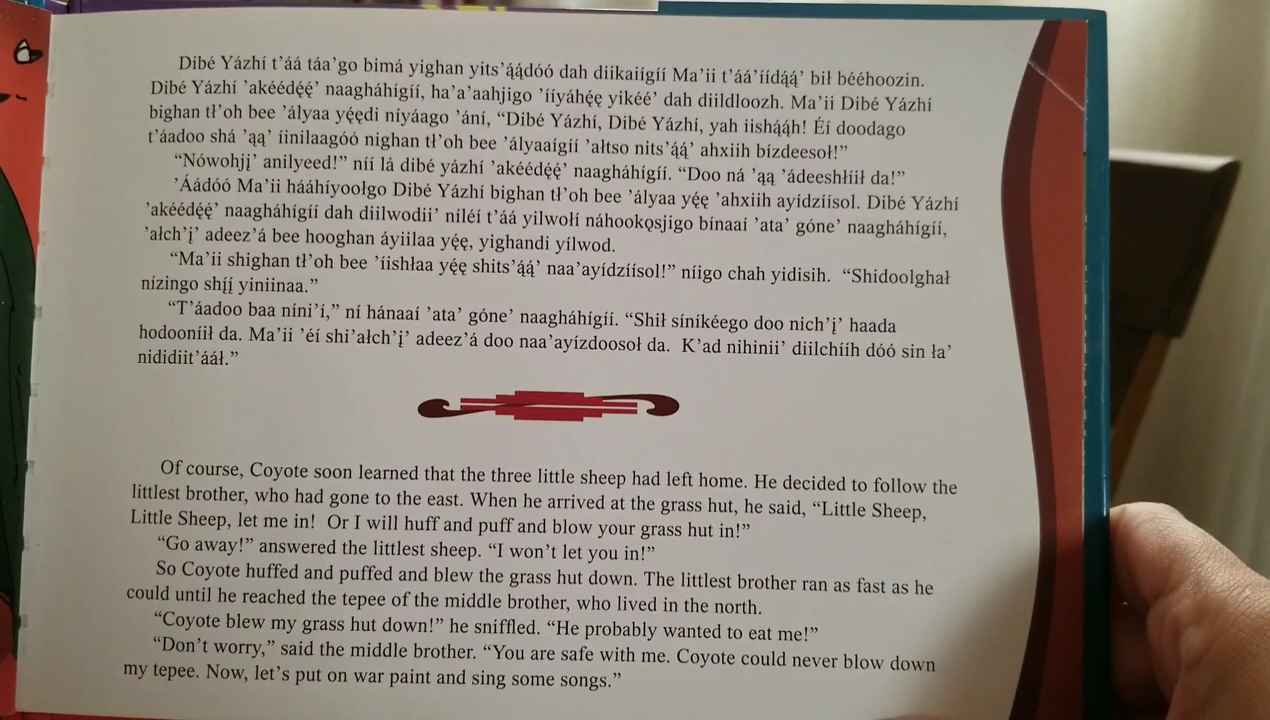 Dibé Yázhí t’áá táa’go bimá yighan yits’ą́ą́dóó dah diikaiígíí Ma’ii t’áá’íídą́ą́’ bił bééhoozin.
Dibé Yázhí ’akéédę́ę́’ naagháhígíí, ha’a’aahjigo ’ííyáhę́ę yikéé’ dah diildloozh. Ma’ii Dibé Yázhí
bighan tł’oh bee ’ályaa yę́ędi níyáago ’ání, “Dibé Yázhí, Dibé Yázhí, yah iishą́ąh! Éí doodago
t’áadoo shá ’ąą’ íinilaagóó nighan tł’oh bee ’ályaaígíí ’ałtso nits’ą́ą́’ ahxiih bízdeesoł!”
“Nówohjį’ anilyeed!” níí lá dibé yázhí ’akéédę́ę́’ naagháhígíí. “Doo ná ’ąą ’ádeeshłíił da!”
’Áádóó Ma’ii hááhíyoołgo Dibé Yázhí bighan tł’oh bee ’ályaa yę́ę ’ahxiih ayídziísol. Dibé Yázhí
’akéédę́ę́’ naagháhígíí dah diilwodii’ níléí t’áá yilwołí náhookǫsjigo bínaaí ’ata’ góne’ naagháhígíí,
’ałch’į’ adeez’á bee hooghan áyiilaa yę́ę, yighandi yílwod.
“Ma’ii shighan tł’oh bee ’íishłaa yę́ę shits’ą́ą́’ naa’ayídzíísol!” níigo chah yidisih. “Shidoolghał
nízingo shį́į́ yiniinaa.”
“T’áadoo baa níni’í,” ní hánaaí ’ata’ góne’ naagháhígíí. “Shił síníkéego doo nich’į’ haada
hodooníił da. Ma’ii ’éí shi’ałch’į’ adeez’á doo naa’ayízdoosoł da. K’ad nihinii’ diilchííh dóó sin ła’
nididiit’ááł.”
Of course, Coyote soon learned that the three little sheep had left home. He decided to follow the
littlest brother, who had gone to the east. When he arrived at the grass hut, he said, “Little Sheep,
Little Sheep, let me in! Or I will huff and puff and blow your grass hut in!”
“Go away!” answered the littlest sheep. “I won’t let you in!”
So Coyote huffed and puffed and blew the grass hut down. The littlest brother ran as fast as he
could until he reached the tepee of the middle brother, who lived in the north.
“Coyote blew my grass hut down!” he sniffled. “He probably wanted to eat me!”
“Don’t worry,” said the middle brother. “You are safe with me. Coyote could never blow down
my tepee. Now, let’s put on war paint and sing some songs.”